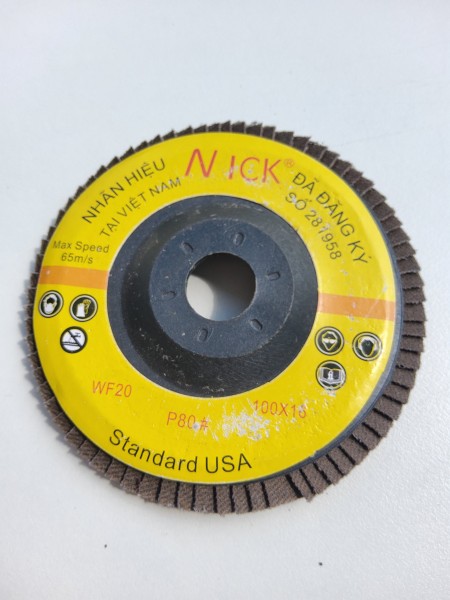 NHÃN HIỆU NICK® ĐÃ ĐĂNG KÝ
TẠI VIỆT NAM SỐ 281958
Max Speed
65m/s
WF20
P80#
100X16
Standard USA